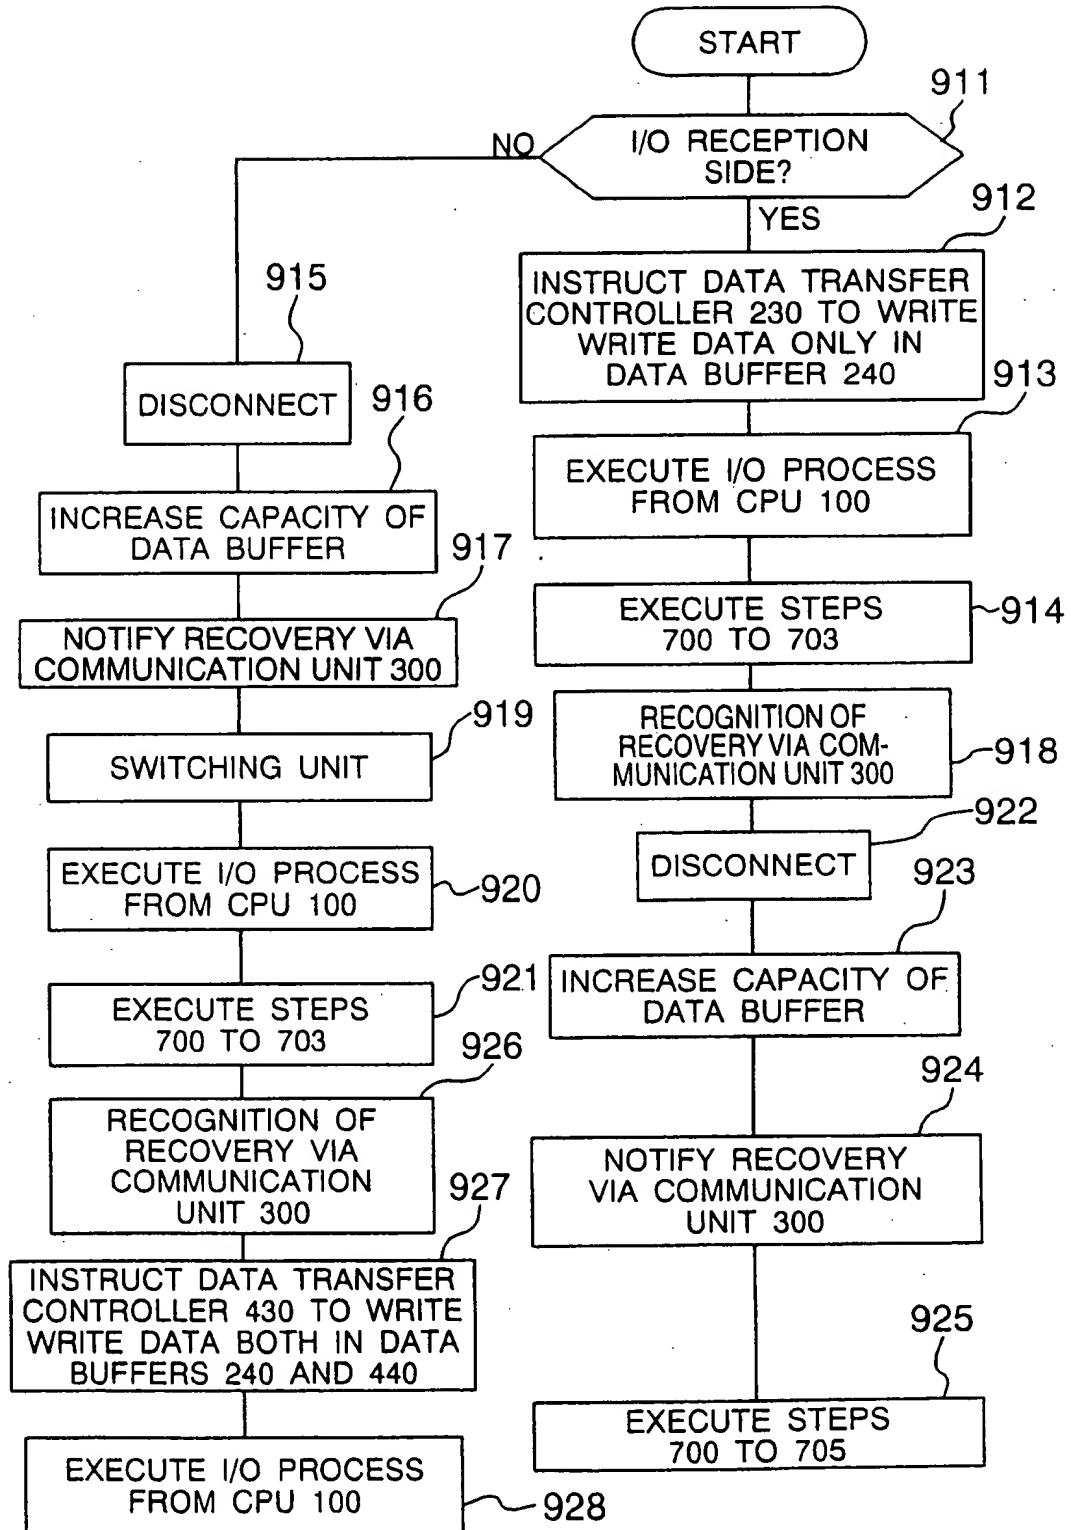 START
911
I/O RECEPTION
SIDE?
NO
YES
912
INSTRUCT DATA TRANSFER
CONTROLLER 230 TO WRITE
WRITE DATA ONLY IN
DATA BUFFER 240
913
EXECUTE I/O PROCESS
FROM CPU 100
EXECUTE STEPS
700 TO 703
914
RECOGNITION OF
RECOVERY VIA COM-
MUNICATION UNIT 300
918
922
DISCONNECT
923
INCREASE CAPACITY OF
DATA BUFFER
924
NOTIFY RECOVERY
VIA COMMUNICATION
UNIT 300
925
EXECUTE STEPS
700 TO 705
915
DISCONNECT
916
INCREASE CAPACITY OF
DATA BUFFER
917
NOTIFY RECOVERY VIA
COMMUNICATION UNIT 300
919
SWITCHING UNIT
EXECUTE I/O PROCESS
FROM CPU 100
920
921
EXECUTE STEPS
700 TO 703
926
RECOGNITION OF
RECOVERY VIA
COMMUNICATION
UNIT 300
927
INSTRUCT DATA TRANSFER
CONTROLLER 430 TO WRITE
WRITE DATA BOTH IN DATA
BUFFERS 240 AND 440
EXECUTE I/O PROCESS
FROM CPU 100
928